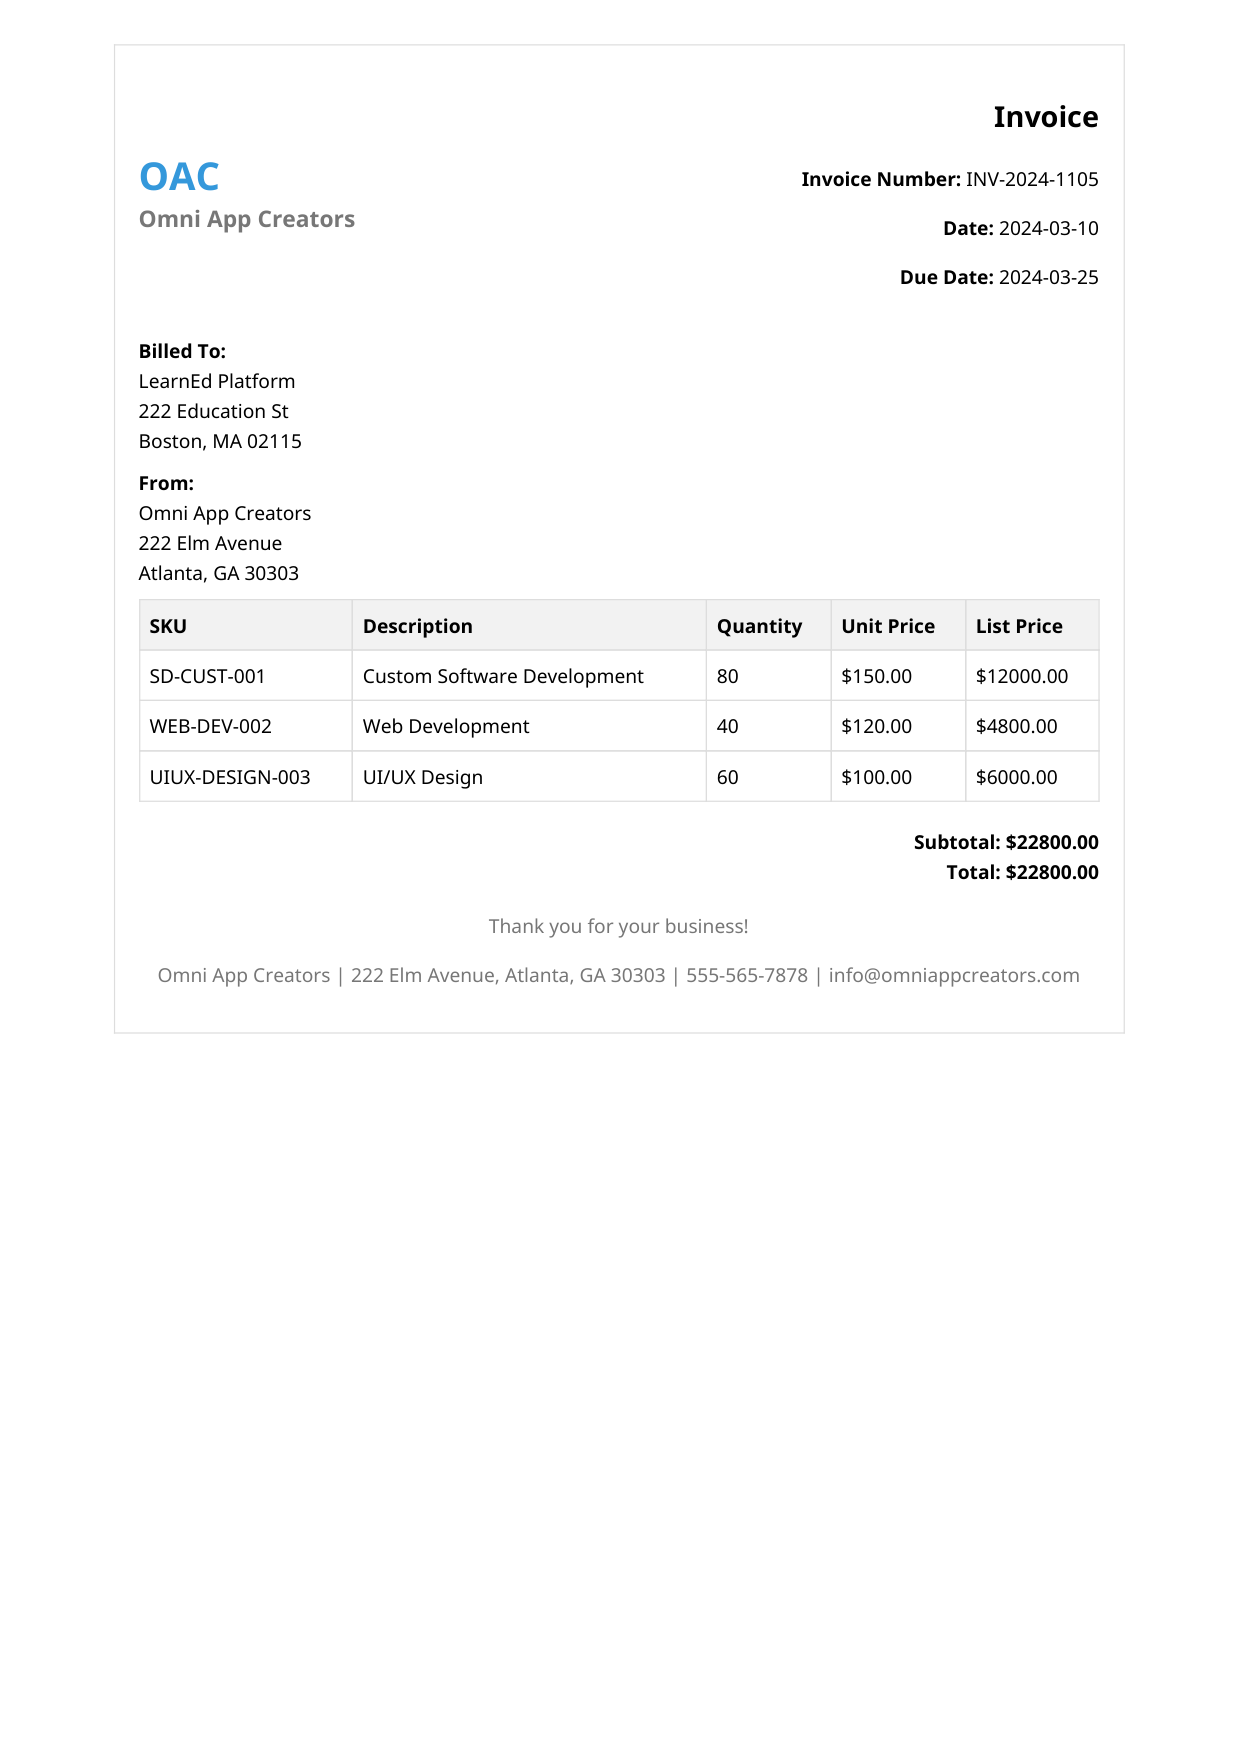 Invoice
OAC
Omni App Creators
Invoice Number: INV-2024-1105
Date: 2024-03-10
Due Date: 2024-03-25
Billed To:
LearnEd Platform
222 Education St
Boston, MA 02115
From:
Omni App Creators
222 Elm Avenue
Atlanta, GA 30303
SKU Description Quantity Unit Price List Price
SD-CUST-001 Custom Software Development 80 $150.00 $12000.00
WEB-DEV-002 Web Development 40 $120.00 $4800.00
UIUX-DESIGN-003 UI/UX Design 60 $100.00 $6000.00
Subtotal: $22800.00
Total: $22800.00
Thank you for your business!
Omni App Creators | 222 Elm Avenue, Atlanta, GA 30303 | 555-565-7878 | info@omniappcreators.com